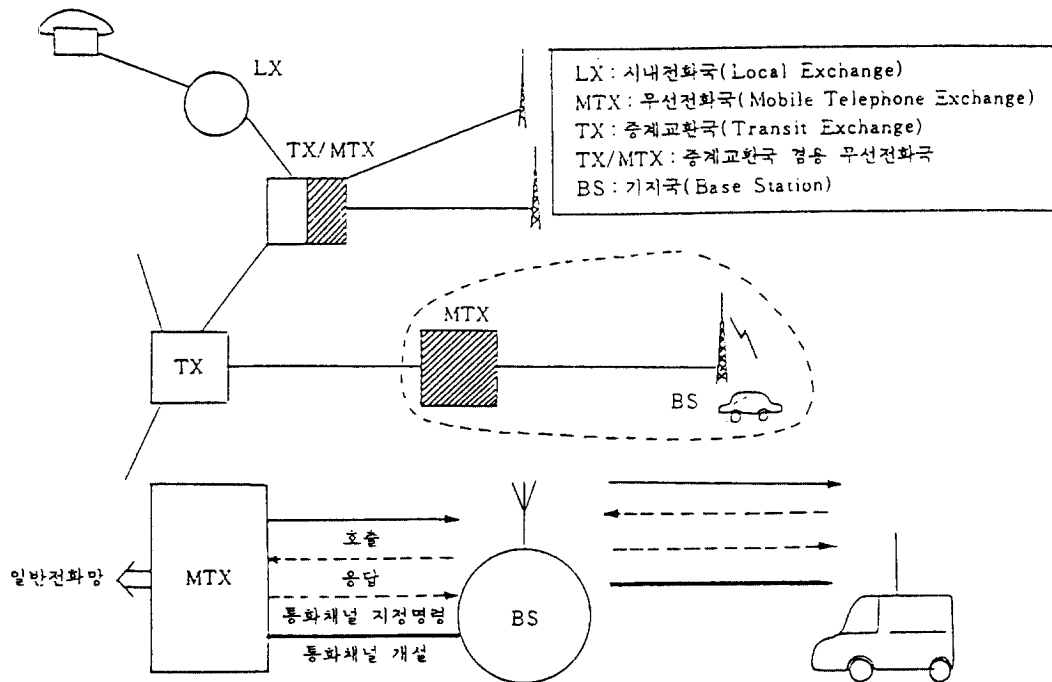 LX
TX/MTX
LX : 시내전화국(Local Exchange)
MTX : 무선전화국(Mobile Telephone Exchange)
TX : 중계교환국(Transit Exchange)
TX/MTX : 중계교환국 겸용 무선전화국
BS : 기지국(Base Station)
MTX
TX
BS
일반전화망
MTX
호출
응답
통화채널 지정명령
통화채널 개설
BS